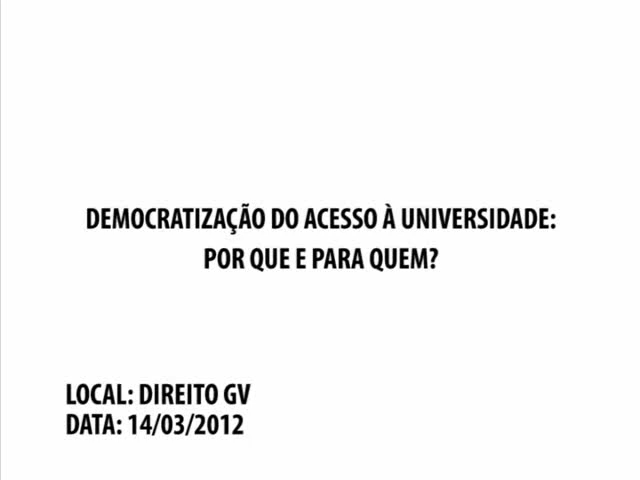 DEMOCRATIZAÇÃO DO ACESSO À UNIVERSIDADE:
POR QUE E PARA QUEM?
LOCAL: DIREITO GV
DATA: 14/03/2012